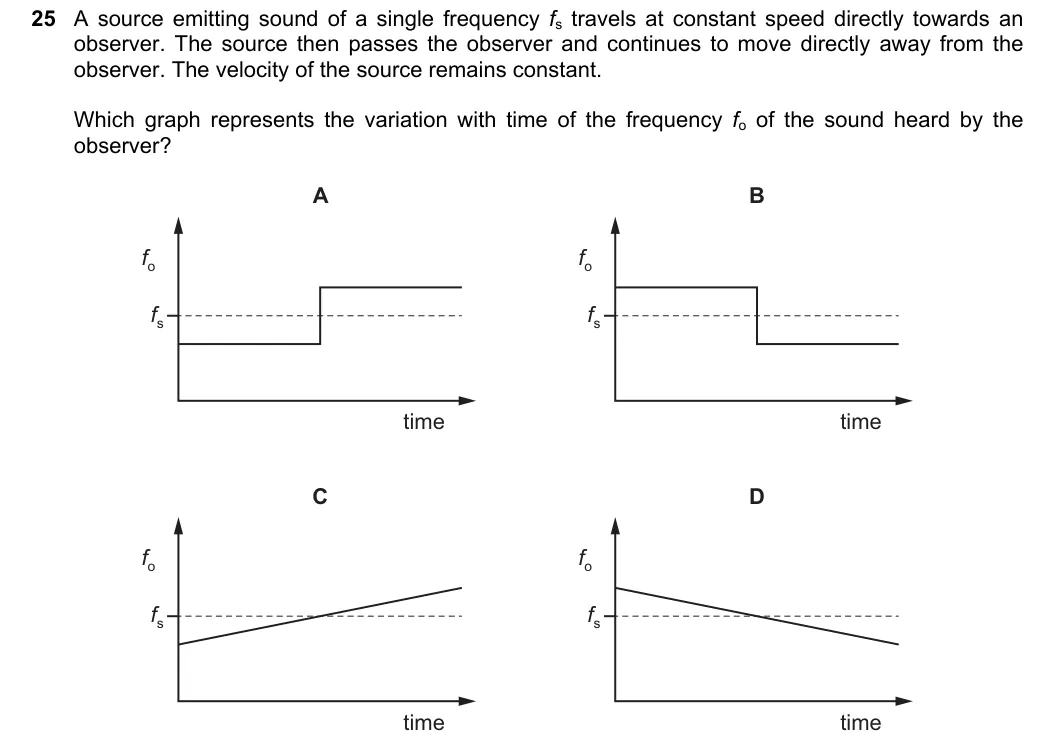 25 A source emitting sound of a single frequency fs travels at constant speed directly towards an
observer. The source then passes the observer and continues to move directly away from the
observer. The velocity of the source remains constant.
Which graph represents the variation with time of the frequency fo of the sound heard by the
observer?
A
fo
fs
time
B
fo
fs
time
C
fo
fs
time
D
fo
fs
time